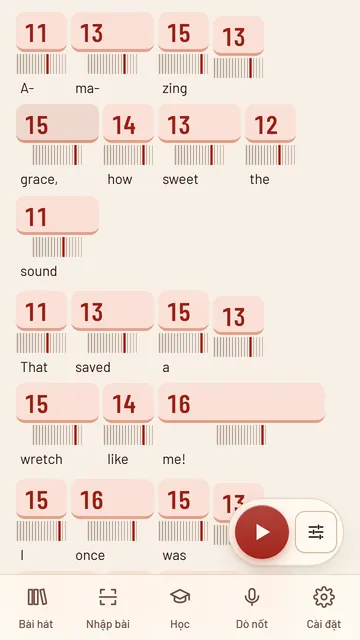 11 13 15 13
A- ma- zing
15 14 13 12
grace, how sweet the
11
sound
11 13 15 13
That saved a
15 14 16
wretch like me!
15 16 15 13
I once was
Bài hát Nhập bài Học Dò nốt Cài đặt